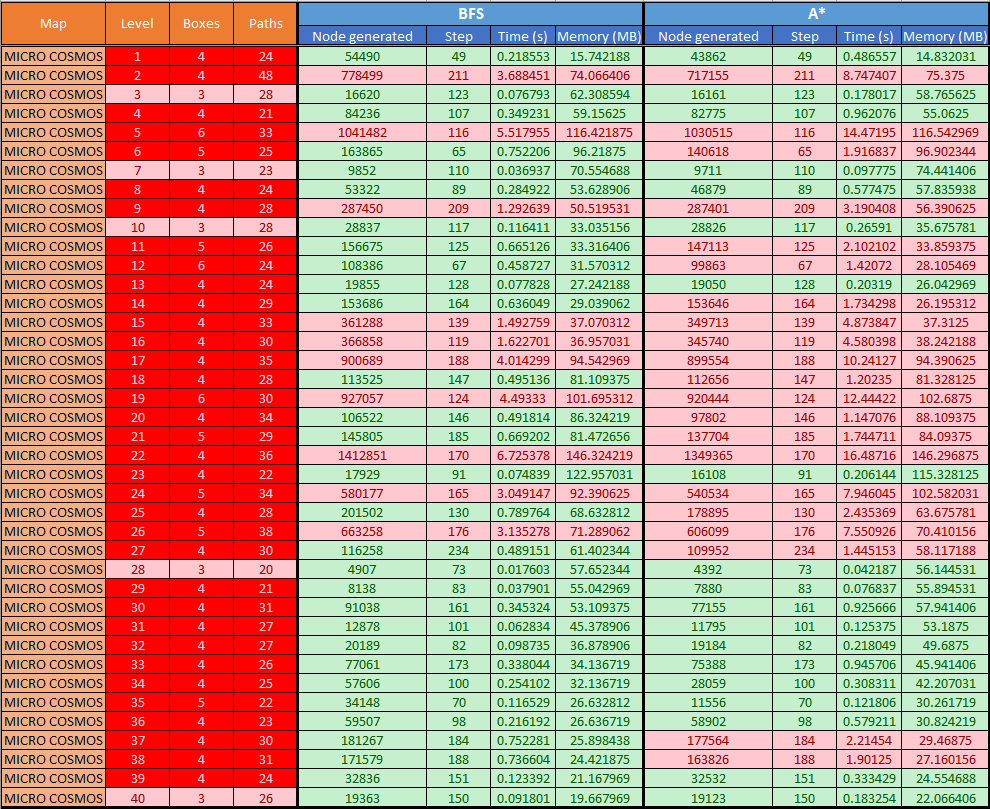 Map Level Boxes Paths BFS A*
Node generated Step Time (s) Memory (MB) Node generated Step Time (s) Memory (MB)
MICRO COSMOS 1 4 24 54490 49 0.218553 15.742188 43862 49 0.486557 14.832031
MICRO COSMOS 2 4 48 778499 211 3.688451 74.066406 717155 211 8.747407 75.375
MICRO COSMOS 3 3 28 16620 123 0.076793 62.308594 16161 123 0.178017 58.765625
MICRO COSMOS 4 4 21 84236 107 0.349231 59.15625 82775 107 0.962076 55.0625
MICRO COSMOS 5 6 33 1041482 116 5.517955 116.421875 1030515 116 14.47195 116.542969
MICRO COSMOS 6 5 25 163865 65 0.752206 96.21875 140618 65 1.916837 96.902344
MICRO COSMOS 7 3 23 9852 110 0.036937 70.554688 9711 110 0.097775 74.441406
MICRO COSMOS 8 4 24 53322 89 0.284922 53.628906 46879 89 0.577475 57.835938
MICRO COSMOS 9 4 28 287450 209 1.292639 50.519531 287401 209 3.190408 56.390625
MICRO COSMOS 10 3 28 28837 117 0.116411 33.035156 28826 117 0.26591 35.675781
MICRO COSMOS 11 5 26 156675 125 0.665126 33.316406 147113 125 2.102102 33.859375
MICRO COSMOS 12 6 24 108386 67 0.458727 31.570312 99863 67 1.42072 28.105469
MICRO COSMOS 13 4 24 19855 128 0.077828 27.242188 19050 128 0.20319 26.042969
MICRO COSMOS 14 4 29 153686 164 0.636049 29.039062 153646 164 1.734298 26.195312
MICRO COSMOS 15 4 33 361288 139 1.492759 37.070312 349713 139 4.873847 37.3125
MICRO COSMOS 16 4 30 366858 119 1.622701 36.957031 345740 119 4.580398 38.242188
MICRO COSMOS 17 4 35 900689 188 4.014299 94.542969 899554 188 10.24127 94.390625
MICRO COSMOS 18 4 28 113525 147 0.495136 81.109375 112656 147 1.20235 81.328125
MICRO COSMOS 19 6 30 927057 124 4.49333 101.695312 920444 124 12.44422 102.6875
MICRO COSMOS 20 4 34 106522 146 0.491814 86.324219 97802 146 1.147076 88.109375
MICRO COSMOS 21 5 29 145805 185 0.669202 81.472656 137704 185 1.744711 84.09375
MICRO COSMOS 22 4 36 1412851 170 6.725378 146.324219 1349365 170 16.48716 146.296875
MICRO COSMOS 23 4 22 17929 91 0.074839 122.957031 16108 91 0.206144 115.328125
MICRO COSMOS 24 5 34 580177 165 3.049147 92.390625 540534 165 7.946045 102.582031
MICRO COSMOS 25 4 28 201502 130 0.789764 68.632812 178895 130 2.435369 63.675781
MICRO COSMOS 26 5 38 663258 176 3.135278 71.289062 606099 176 7.550926 70.410156
MICRO COSMOS 27 4 30 116258 234 0.489151 61.402344 109952 234 1.445153 58.117188
MICRO COSMOS 28 3 20 4907 73 0.017603 57.652344 4392 73 0.042187 56.144531
MICRO COSMOS 29 4 21 8138 83 0.037901 55.042969 7880 83 0.076837 55.894531
MICRO COSMOS 30 4 31 91038 161 0.345324 53.109375 77155 161 0.925666 57.941406
MICRO COSMOS 31 4 27 12878 101 0.062834 45.378906 11795 101 0.125375 53.1875
MICRO COSMOS 32 4 27 20189 82 0.098735 36.878906 19184 82 0.218049 49.6875
MICRO COSMOS 33 4 26 77061 173 0.338044 34.136719 75388 173 0.945706 45.941406
MICRO COSMOS 34 4 25 57606 100 0.254102 32.136719 28059 100 0.308311 42.207031
MICRO COSMOS 35 5 22 34148 70 0.116529 26.632812 11556 70 0.121806 30.261719
MICRO COSMOS 36 4 23 59507 98 0.216192 26.636719 58902 98 0.579211 30.824219
MICRO COSMOS 37 4 30 181267 184 0.752281 25.898438 177564 184 2.21454 29.46875
MICRO COSMOS 38 4 31 171579 188 0.736604 24.421875 163826 188 1.90125 27.160156
MICRO COSMOS 39 4 24 32836 151 0.123392 21.167969 32532 151 0.333429 24.554688
MICRO COSMOS 40 3 26 19363 150 0.091801 19.667969 19123 150 0.183254 22.066406